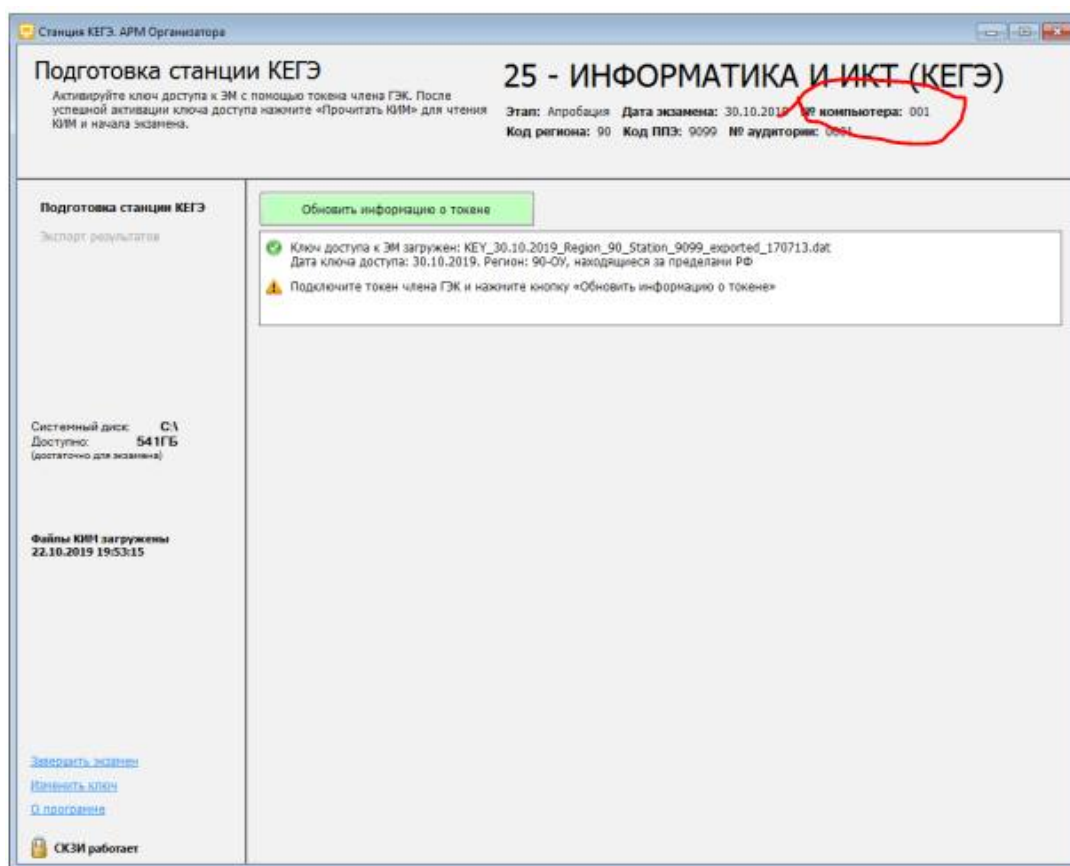 Станция КЕГЭ. АРМ Организатора
Подготовка станции КЕГЭ
Активируйте ключ доступа к ЭМ с помощью токена члена ГЭК. После
успешной активации ключа доступа нажмите «Прочитать КИМ» для чтения
КИМ и начала экзамена.
25 - ИНФОРМАТИКА И ИКТ (КЕГЭ)
Этап: Апробация Дата экзамена: 30.10.2019 № компьютера: 001
Код региона: 90 Код ППЭ: 9099 № аудитории: 0001
Подготовка станции КЕГЭ
Экспорт результатов
Обновить информацию о токене
Ключ доступа к ЭМ загружен: KEY_30.10.2019_Region_90_Station_9099_exported_170713.dat
Дата ключа доступа: 30.10.2019. Регион: 90-ОУ, находящиеся за пределами РФ
Подключите токен члена ГЭК и нажмите кнопку «Обновить информацию о токене»
Системный диск: C:\
Доступно: 541ГБ
(достаточно для экзамена)
Файлы КИМ загружены
22.10.2019 19:53:15
Завершить экзамен
Изменить ключ
О программе
СКЗИ работает